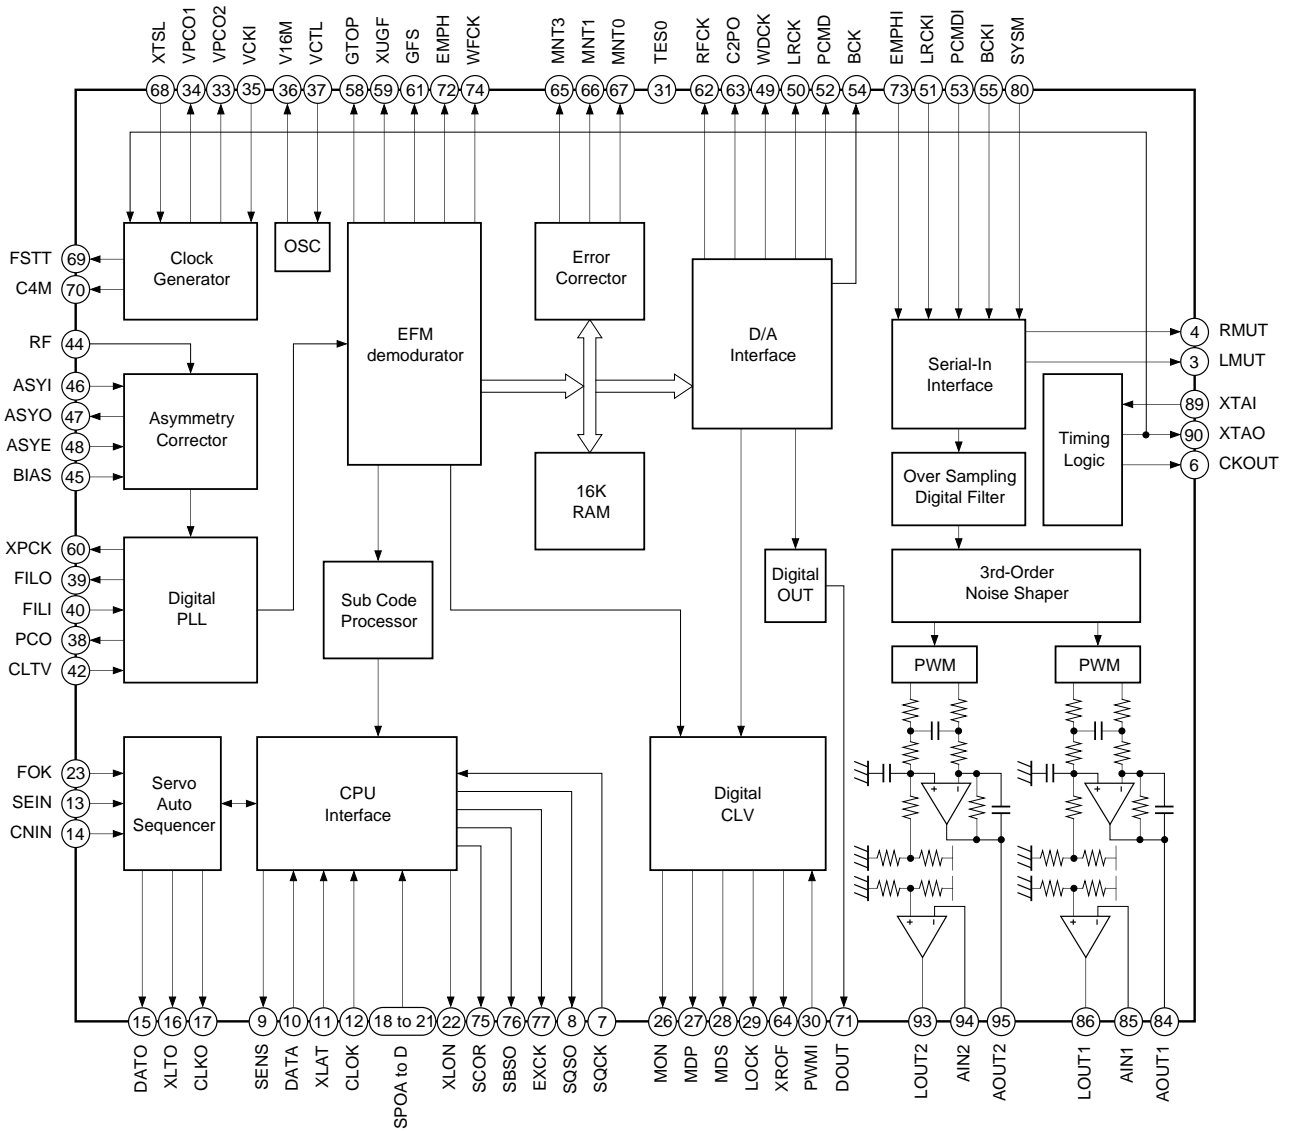 XTSL
VPCO1
VPCO2
VCKI
V16M
VCTL
GTOP
XUGF
GFS
EMPH
WFCK
MNT3
MNT1
MNT0
TES0
RFCK
C2PO
WDCK
LRCK
PCMD
BCK
EMPHI
LRCKI
PCMDI
BCKI
SYSM
68
34
33
35
36
37
58
59
61
72
74
65
66
67
31
62
63
49
50
52
54
73
51
53
55
80
FSTT 69
C4M 70
RF 44
ASYI 46
ASYO 47
ASYE 48
BIAS 45
XPCK 60
FILO 39
FILI 40
PCO 38
CLTV 42
FOK 23
SEIN 13
CNIN 14
Clock
Generator
OSC
EFM
demodurator
Error
Corrector
D/A
Interface
Serial-In
Interface
Asymmetry
Corrector
16K
RAM
Timing
Logic
Over Sampling
Digital Filter
Digital
PLL
Sub Code
Processor
Digital
OUT
3rd-Order
Noise Shaper
PWM
PWM
Servo
Auto
Sequencer
CPU
Interface
Digital
CLV
+
+
+
+
4 RMUT
3 LMUT
89 XTAI
90 XTAO
6 CKOUT
15
16
17
9
10
11
12
18 to 21
22
75
76
77
8
7
26
27
28
29
64
30
71
93
94
95
86
85
84
DATO
XLTO
CLKO
SENS
DATA
XLAT
CLOK
SPOA to D
XLON
SCOR
SBSO
EXCK
SQSO
SQCK
MON
MDP
MDS
LOCK
XROF
PWMI
DOUT
LOUT2
AIN2
AOUT2
LOUT1
AIN1
AOUT1